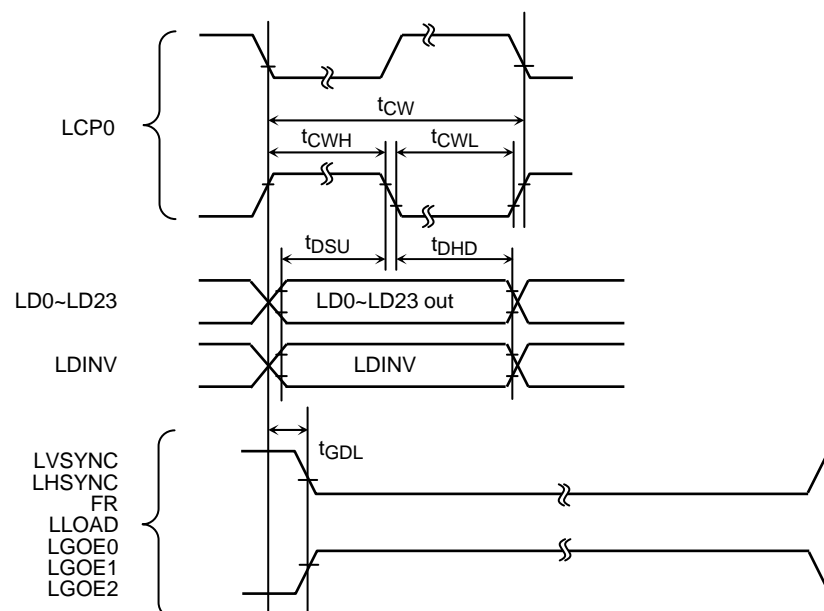 LCP0
tCW
tCWH tCWL
tDSU tDHD
LD0~LD23 LD0~LD23 out
LDINV LDINV
tGDL
LVSYNC
LHSYNC
FR
LLOAD
LGOE0
LGOE1
LGOE2